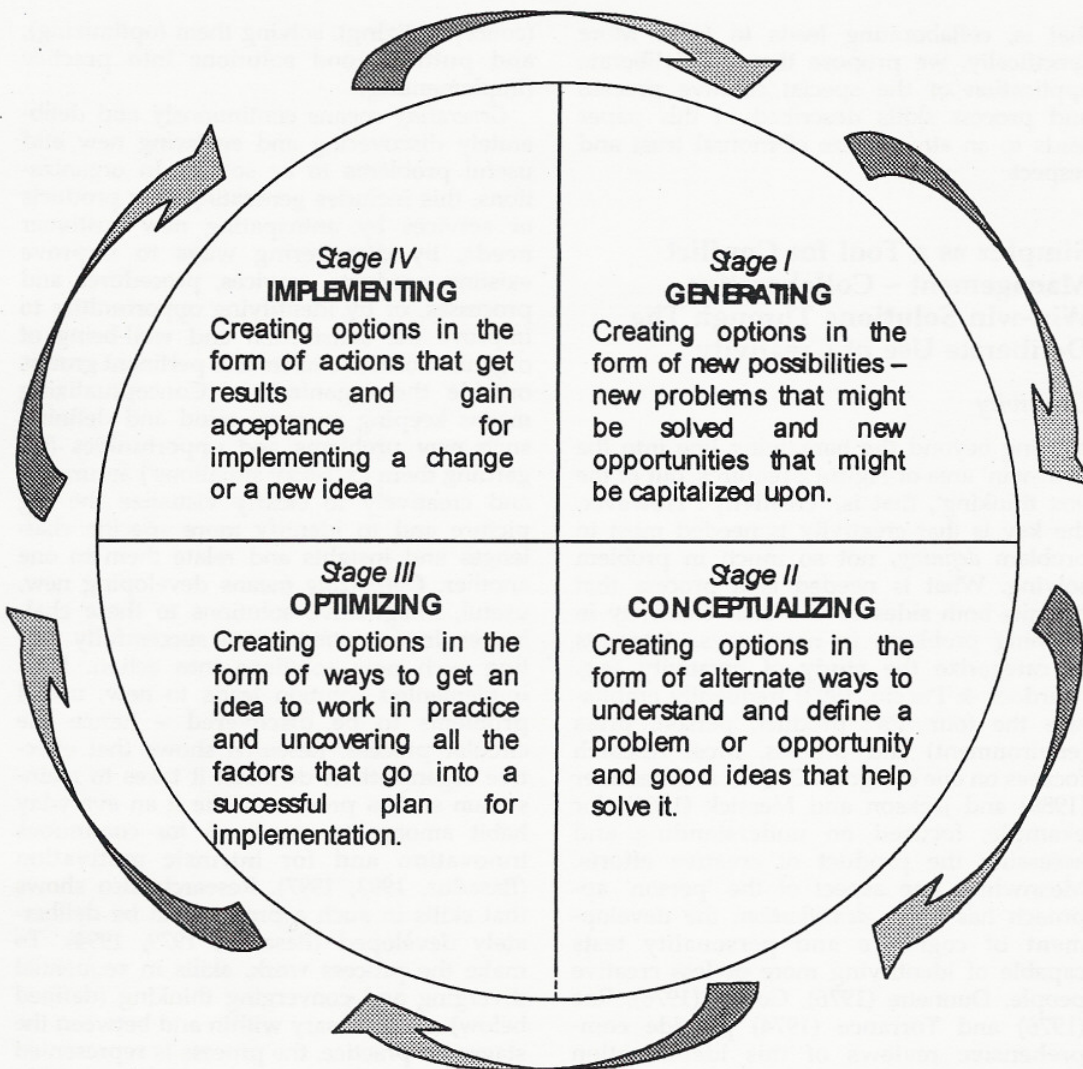 Stage IV
IMPLEMENTING
Creating options in the
form of actions that get
results and gain
acceptance for
implementing a change
or a new idea
Stage I
GENERATING
Creating options in the
form of new possibilities –
new problems that might
be solved and new
opportunities that might
be capitalized upon.
Stage III
OPTIMIZING
Creating options in the
form of ways to get an
idea to work in practice
and uncovering all the
factors that go into a
successful plan for
implementation.
Stage II
CONCEPTUALIZING
Creating options in the
form of alternate ways to
understand and define a
problem or opportunity
and good ideas that help
solve it.